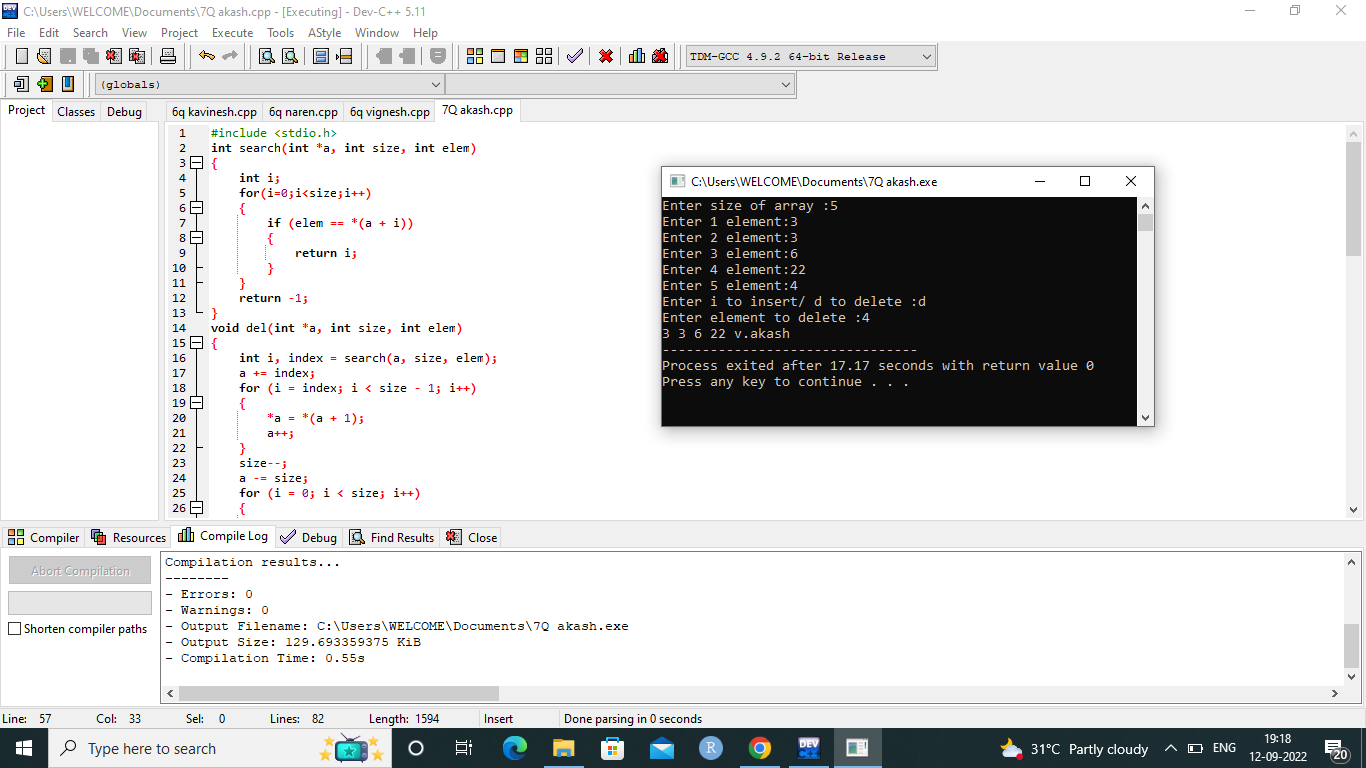 C:\Users\WELCOME\Documents\7Q akash.cpp - [Executing] - Dev-C++ 5.11
File Edit Search View Project Execute Tools AStyle Window Help
TDM-GCC 4.9.2 64-bit Release
(globals)
Project Classes Debug
6q kavinesh.cpp 6q naren.cpp 6q vignesh.cpp 7Q akash.cpp
1 #include <stdio.h>
2 int search(int *a, int size, int elem)
3 {
4 int i;
5 for(i=0;i<size;i++)
6 {
7 if (elem == *(a + i))
8 {
9 return i;
10 }
11 }
12 return -1;
13 }
14 void del(int *a, int size, int elem)
15 {
16 int i, index = search(a, size, elem);
17 a += index;
18 for (i = index; i < size - 1; i++)
19 {
20 *a = *(a + 1);
21 a++;
22 }
23 size--;
24 a -= size;
25 for (i = 0; i < size; i++)
26 {
C:\Users\WELCOME\Documents\7Q akash.exe
Enter size of array :5
Enter 1 element:3
Enter 2 element:3
Enter 3 element:6
Enter 4 element:22
Enter 5 element:4
Enter i to insert/ d to delete :d
Enter element to delete :4
3 3 6 22 v.akash
--------------------------------
Process exited after 17.17 seconds with return value 0
Press any key to continue . . .
Compiler Resources Compile Log Debug Find Results Close
Abort Compilation
Shorten compiler paths
Compilation results...
--------
- Errors: 0
- Warnings: 0
- Output Filename: C:\Users\WELCOME\Documents\7Q akash.exe
- Output Size: 129.693359375 KiB
- Compilation Time: 0.55s
Line: 57 Col: 33 Sel: 0 Lines: 82 Length: 1594 Insert Done parsing in 0 seconds
Type here to search
R
DEV
31°C Partly cloudy ENG
19:18
12-09-2022
20